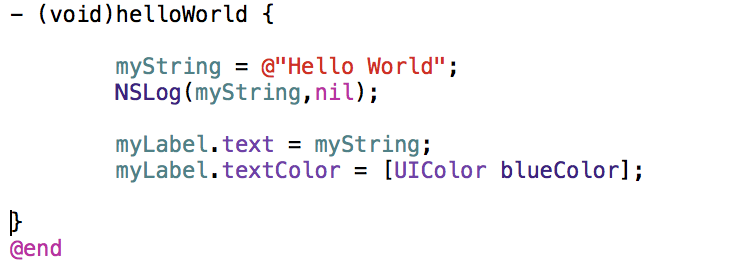 - (void)helloWorld {
myString = @"Hello World";
NSLog(myString,nil);
myLabel.text = myString;
myLabel.textColor = [UIColor blueColor];
}
@end